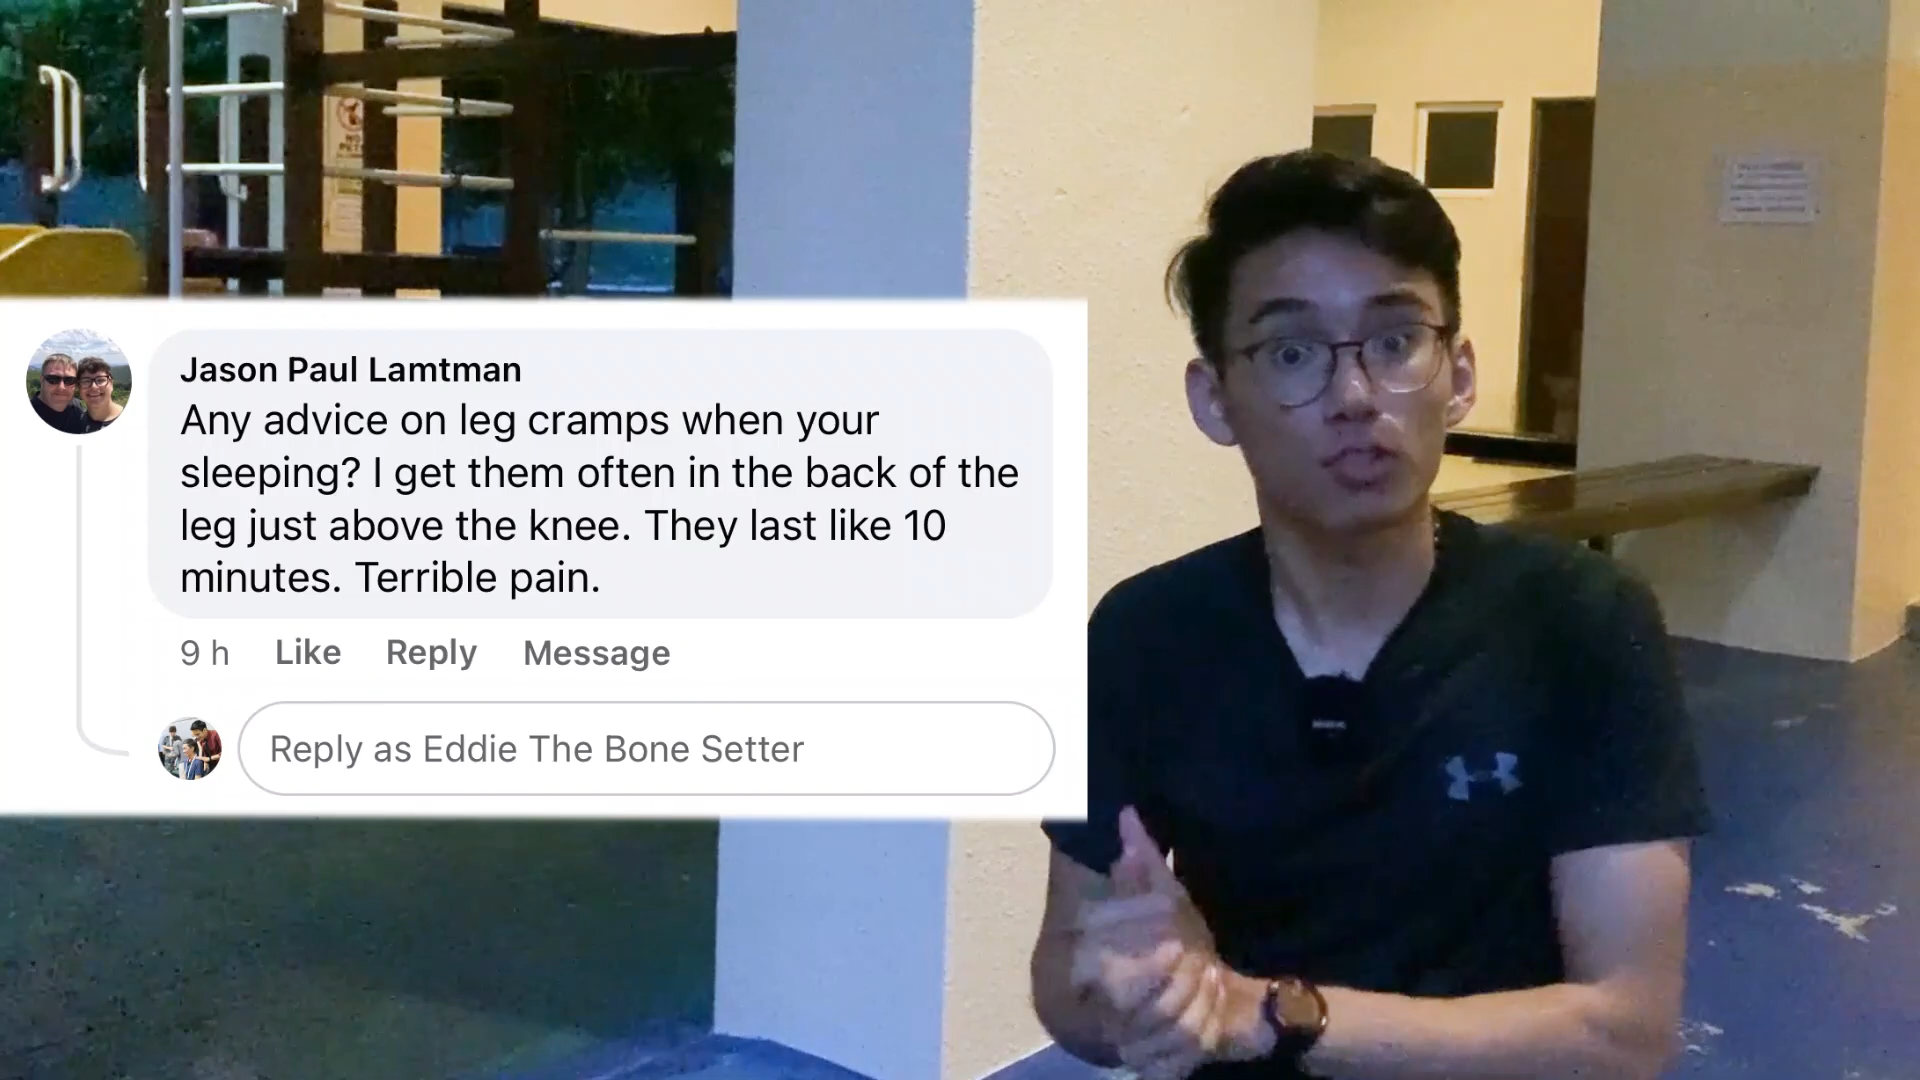 NO
PETS
Jason Paul Lamtman
Any advice on leg cramps when your
sleeping? I get them often in the back of the
leg just above the knee. They last like 10
minutes. Terrible pain.
9 h Like Reply Message
Reply as Eddie The Bone Setter